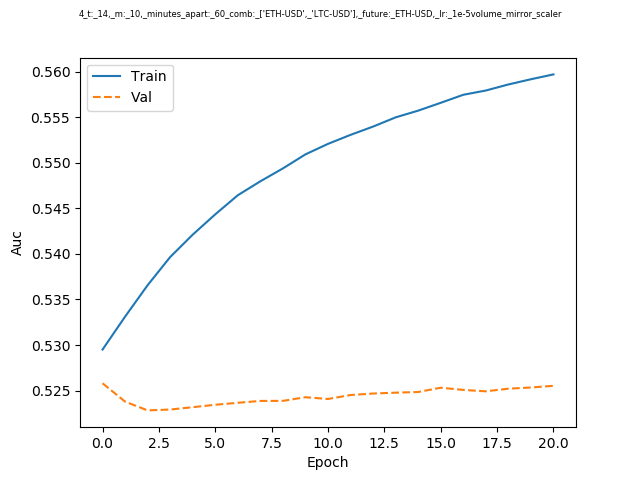 4_t:_14,_m:_10,_minutes_apart:_60_comb:_['ETH-USD',_'LTC-USD'],_future:_ETH-USD,_lr:_1e-5volume_mirror_scaler
Train
Val
0.560
0.555
0.550
0.545
0.540
0.535
0.530
0.525
Auc
0.0 2.5 5.0 7.5 10.0 12.5 15.0 17.5 20.0
Epoch